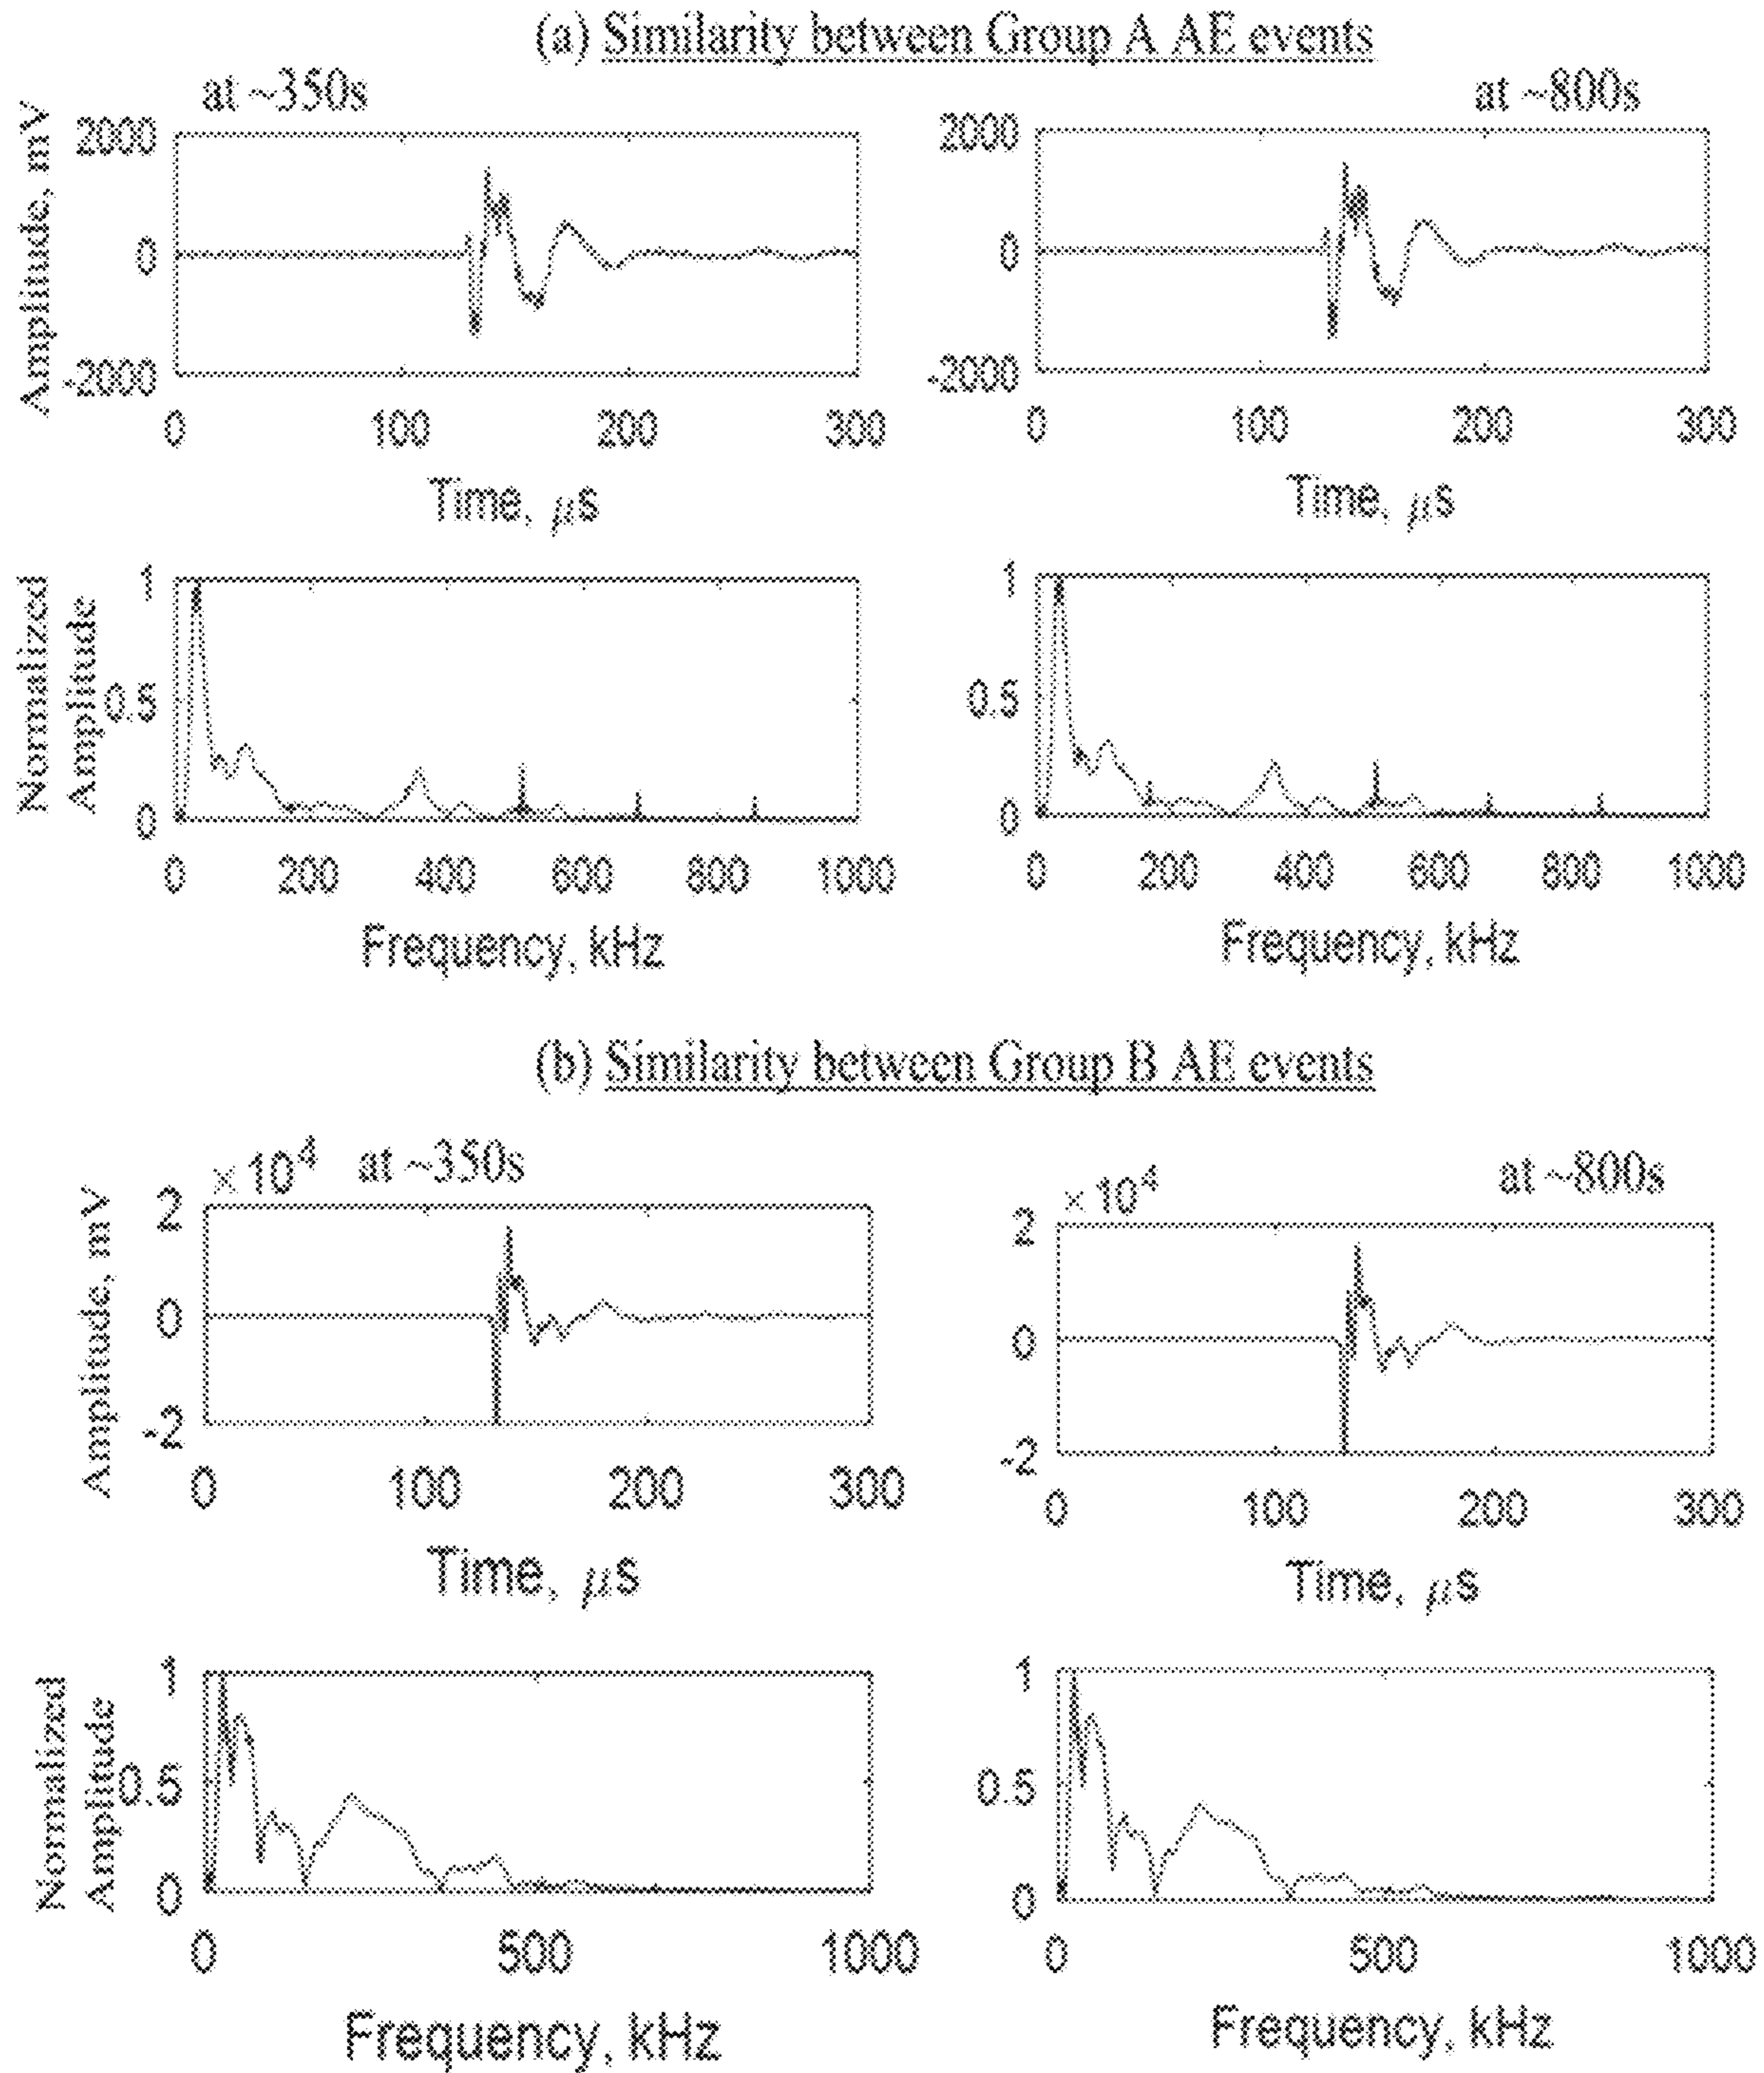 (a) Similarity between Group A AE events
at ~350s
at ~800s
Amplitude, mV
2000
0
-2000
0 100 200 300
Time, μs
2000
0
-2000
0 100 200 300
Time, μs
Normalized
Amplitude
1
0.5
0
0 200 400 600 800 1000
Frequency, kHz
1
0.5
0
0 200 400 600 800 1000
Frequency, kHz
(b) Similarity between Group B AE events
× 10⁴ at ~350s
× 10⁴ at ~800s
Amplitude, mV
2
0
-2
0 100 200 300
Time, μs
2
0
-2
0 100 200 300
Time, μs
Normalized
Amplitude
1
0.5
0
0 500 1000
Frequency, kHz
1
0.5
0
0 500 1000
Frequency, kHz